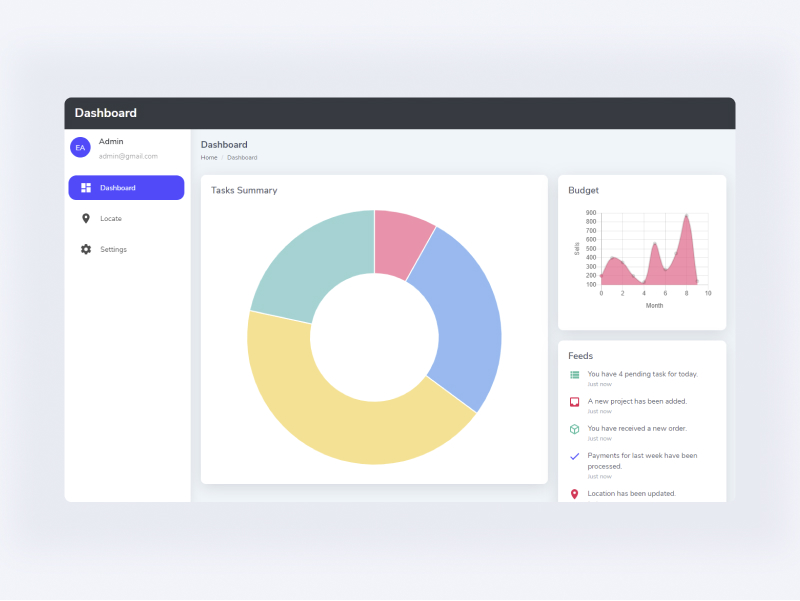 Dashboard
EA
Admin
admin@gmail.com
Dashboard
Locate
Settings
Dashboard
Home / Dashboard
Tasks Summary
Budget
900
800
700
600
500
400
300
200
100
Sells
0 2 4 6 8 10
Month
Feeds
You have 4 pending task for today.
Just now
A new project has been added.
Just now
You have received a new order.
Just now
Payments for last week have been
processed.
Just now
Location has been updated.